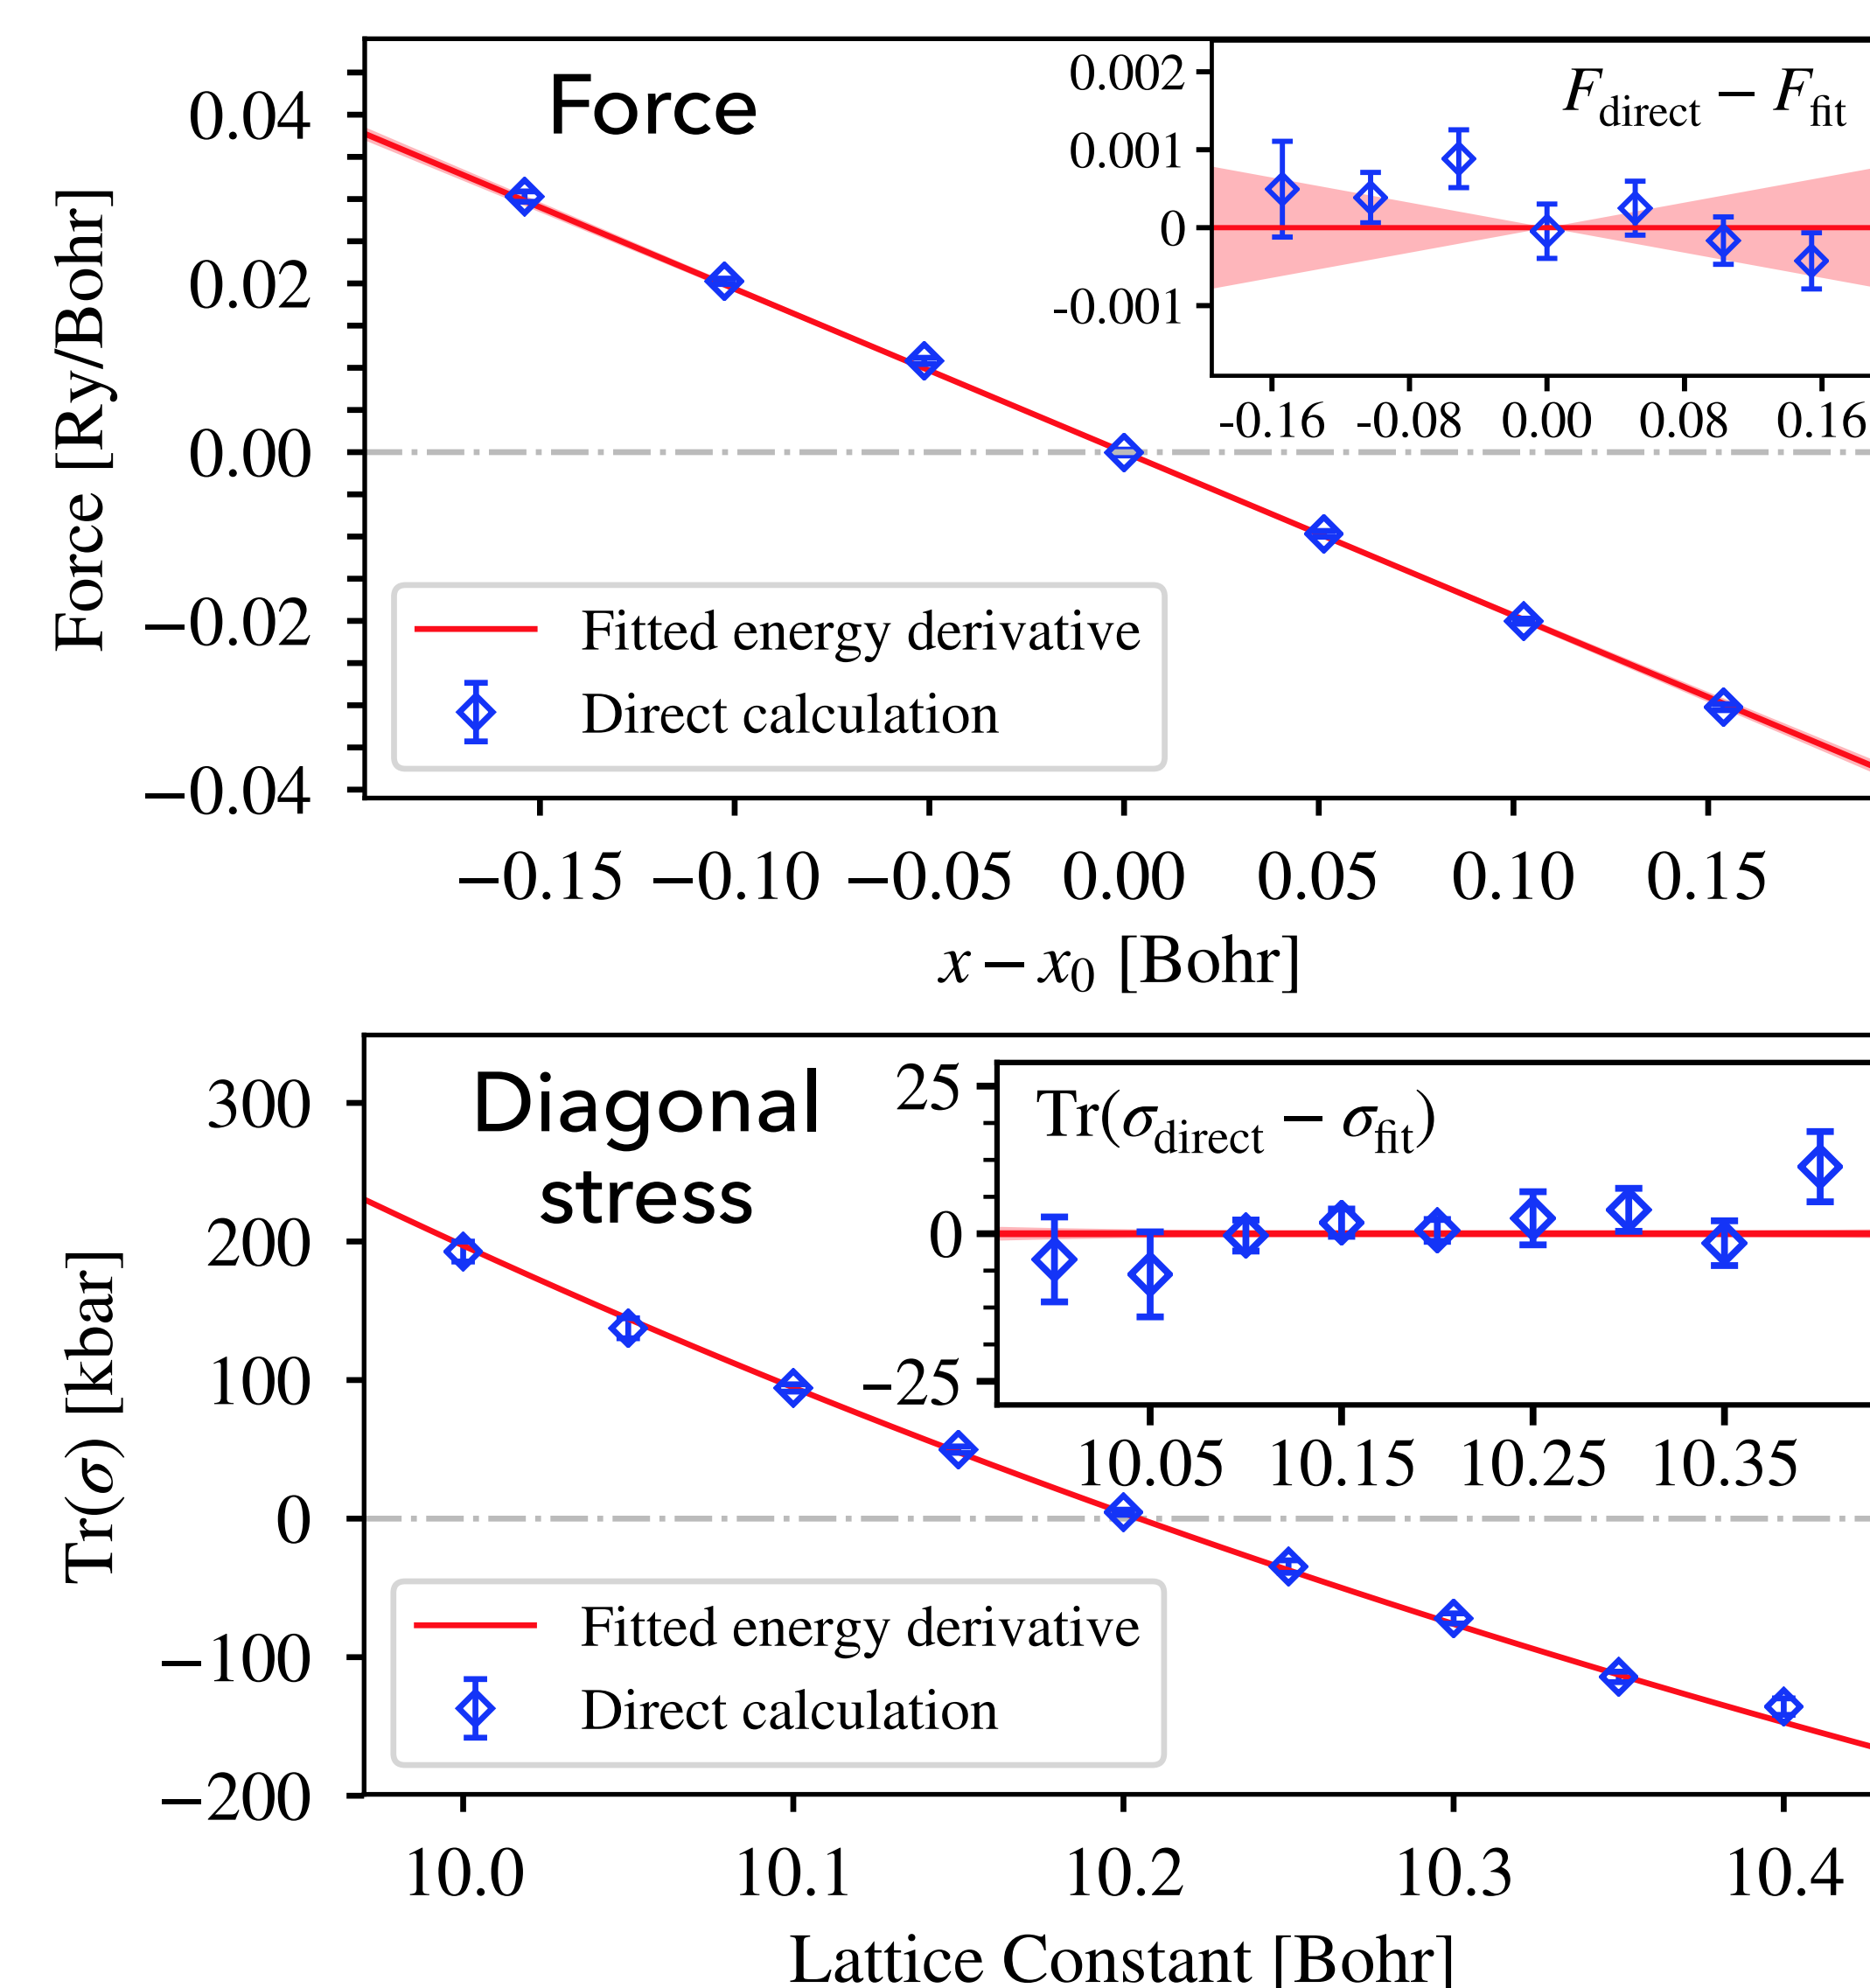 Force
0.04
0.02
0.00
−0.02
−0.04
Force [Ry/Bohr]
F_direct − F_fit
0.002
0.001
0
-0.001
-0.16 -0.08 0.00 0.08 0.16
Fitted energy derivative
Direct calculation
−0.15 −0.10 −0.05 0.00 0.05 0.10 0.15
x − x₀ [Bohr]
Diagonal
stress
300
200
100
0
−100
−200
Tr(σ) [kbar]
Tr(σ_direct − σ_fit)
25
0
−25
10.05 10.15 10.25 10.35
Fitted energy derivative
Direct calculation
10.0 10.1 10.2 10.3 10.4
Lattice Constant [Bohr]